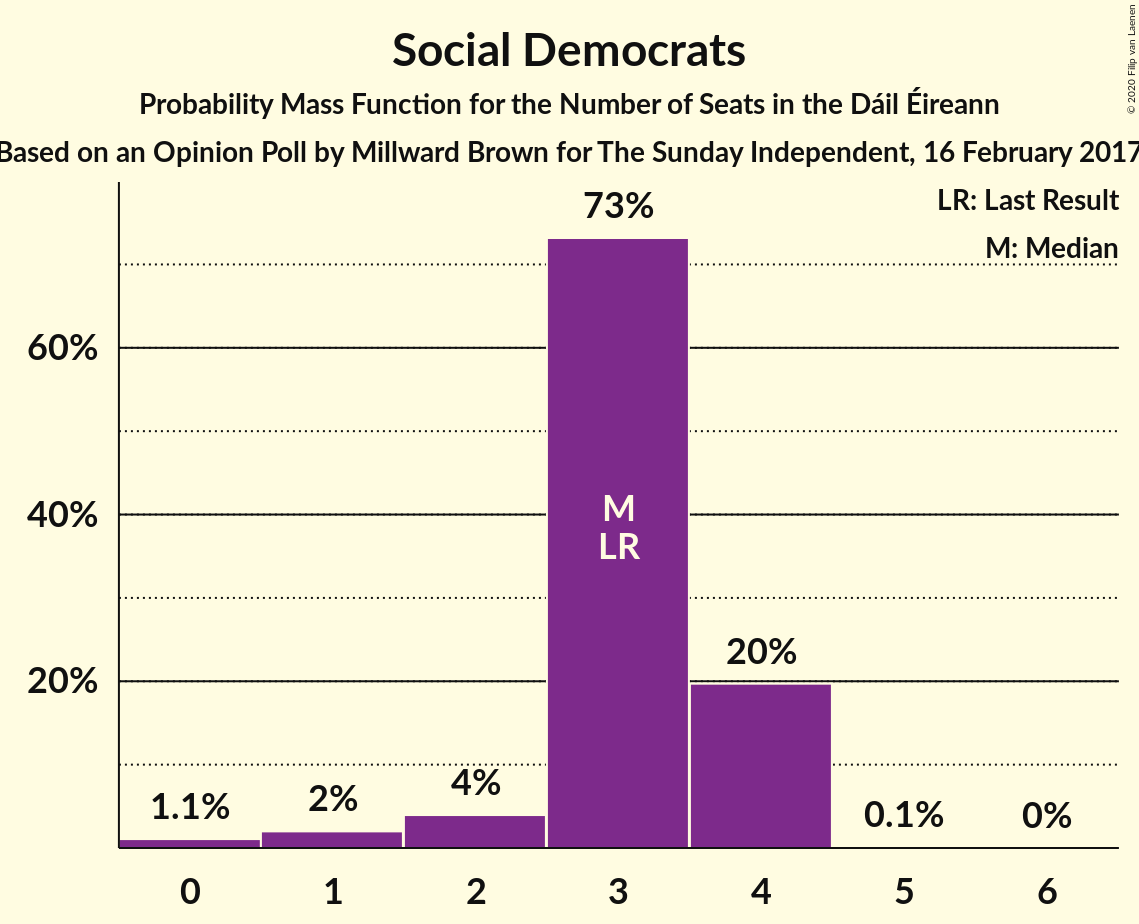 Social Democrats
Probability Mass Function for the Number of Seats in the Dáil Éireann
Based on an Opinion Poll by Millward Brown for The Sunday Independent, 16 February 2017
© 2020 Filip van Laenen
LR: Last Result
M: Median
73%
60%
40%
20%
M
LR
20%
1.1%
2%
4%
0.1%
0%
0 1 2 3 4 5 6